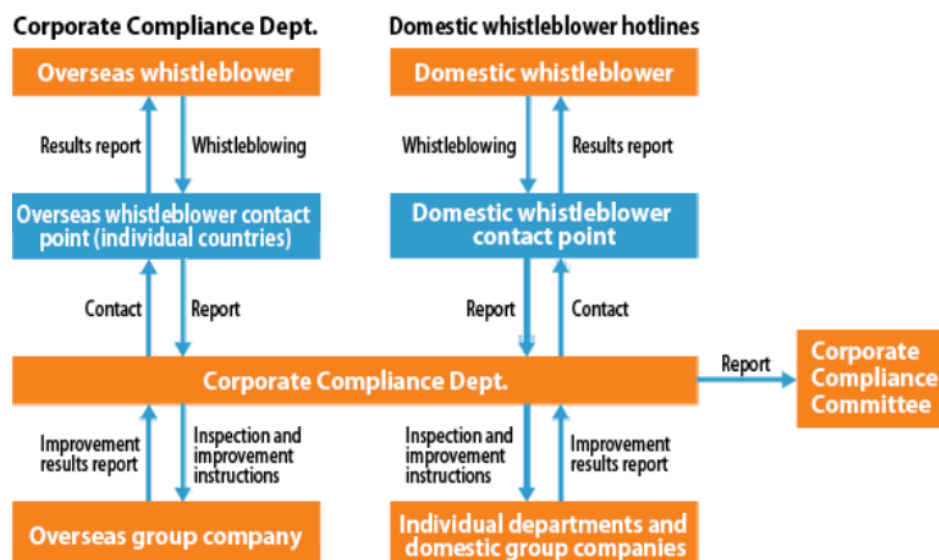 Corporate Compliance Dept.
Domestic whistleblower hotlines
Overseas whistleblower
Domestic whistleblower
Results report
Whistleblowing
Whistleblowing
Results report
Overseas whistleblower contact
point (individual countries)
Domestic whistleblower
contact point
Contact
Report
Report
Contact
Corporate Compliance Dept.
Report
Corporate
Compliance
Committee
Improvement
results report
Inspection and
improvement
instructions
Inspection and
improvement
instructions
Improvement
results report
Overseas group company
Individual departments and
domestic group companies